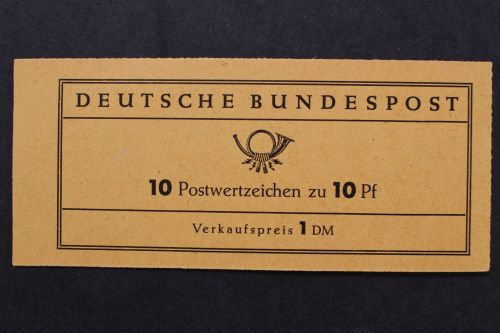 DEUTSCHE BUNDESPOST
10 Postwertzeichen zu 10 Pf
Verkaufspreis 1 DM